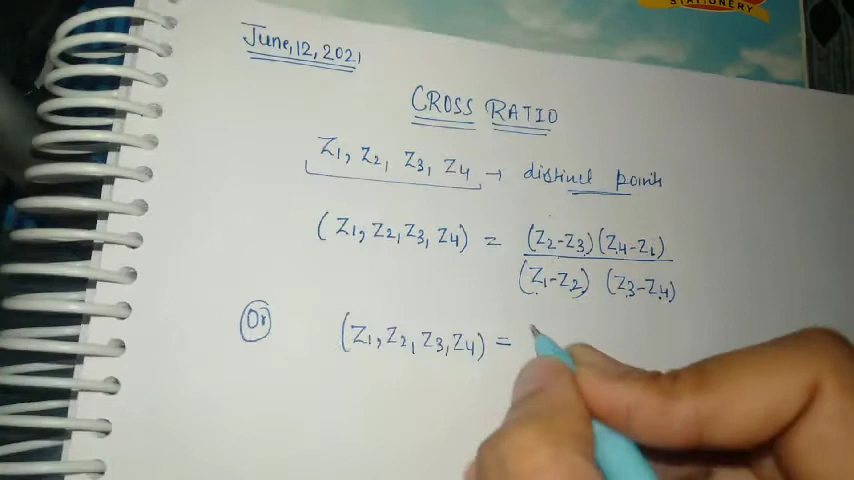 STATIONERY
June, 12, 2021
CROSS RATIO
Z1, Z2, Z3, Z4 → distinct points
(Z1, Z2, Z3, Z4) = (Z2-Z3)(Z4-Z1)
(Z1-Z2) (Z3-Z4)
Or (Z1, Z2, Z3, Z4) =